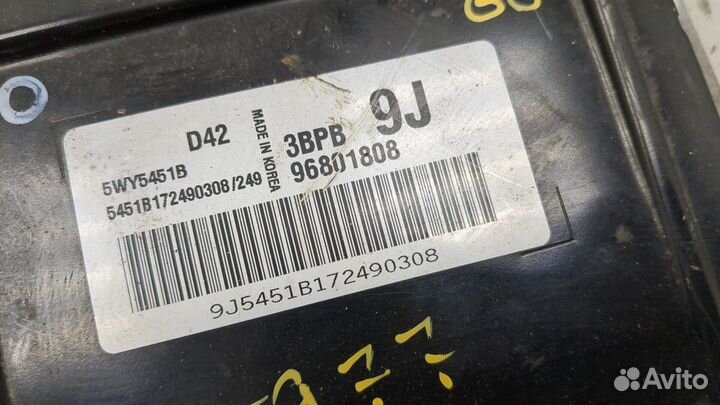 D42
5WY5451B
5451B172490308/249
MADE IN KOREA
3BPB 9J
96801808
9J5451B172490308
Avito